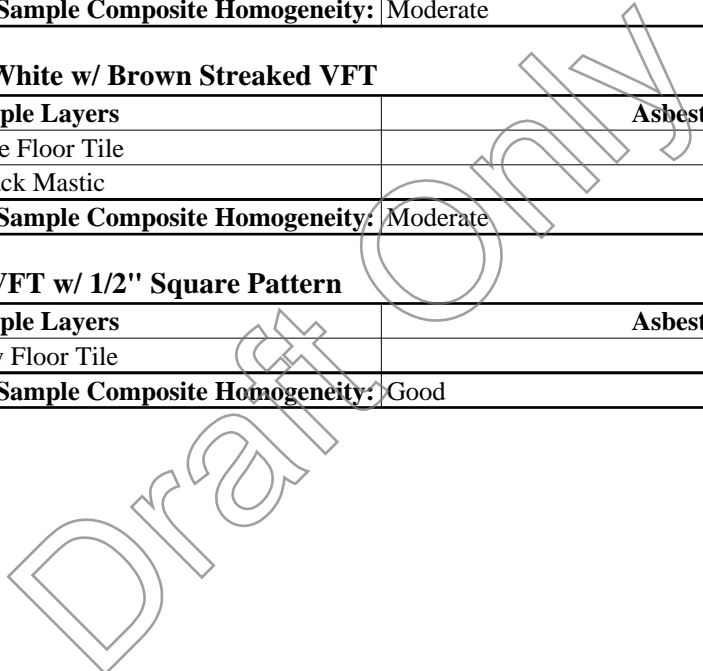 Sample Composite Homogeneity: Moderate
White w/ Brown Streaked VFT
ple Layers Asbest
e Floor Tile
ck Mastic
Sample Composite Homogeneity: Moderate
VFT w/ 1/2" Square Pattern
ple Layers Asbest
Floor Tile
Sample Composite Homogeneity: Good
Draft Only